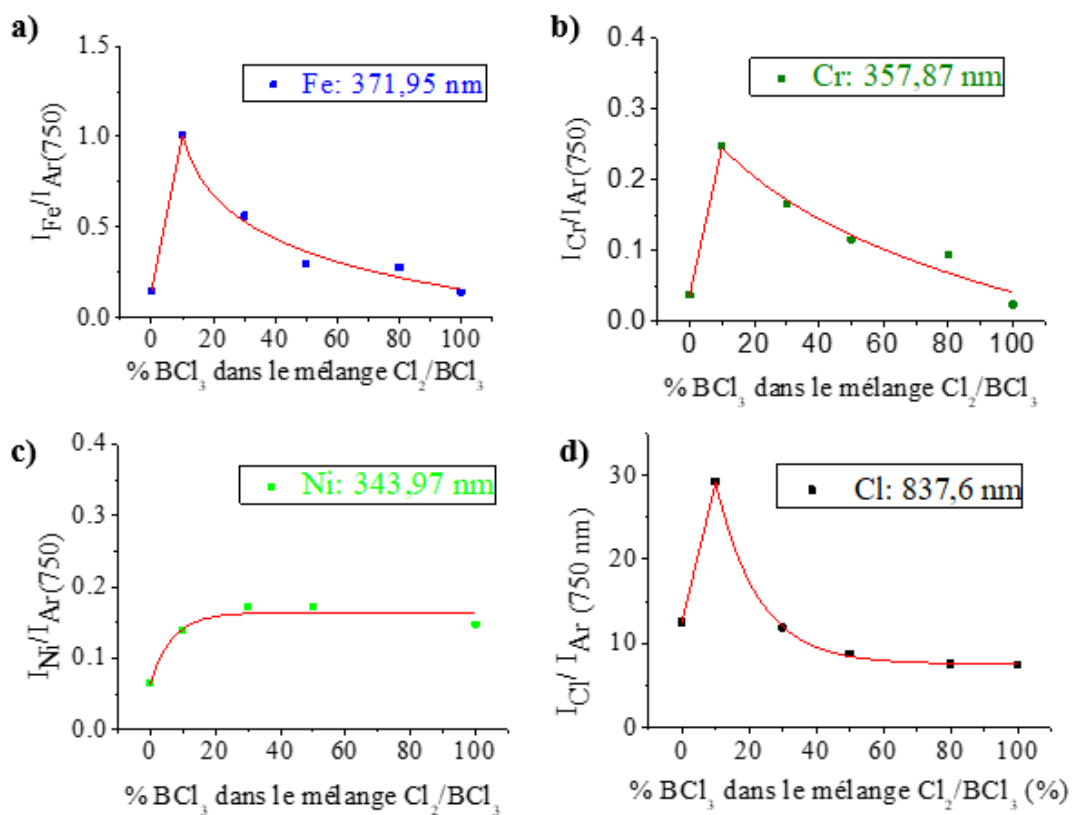 a)
1.5
1.0
0.5
0.0
I_Fe/I_Ar(750)
Fe: 371,95 nm
0 20 40 60 80 100
% BCl₃ dans le mélange Cl₂/BCl₃
b)
0.4
0.3
0.2
0.1
0.0
I_Cr/I_Ar(750)
Cr: 357,87 nm
0 20 40 60 80 100
% BCl₃ dans le mélange Cl₂/BCl₃
c)
0.4
0.3
0.2
0.1
0.0
I_Ni/I_Ar(750)
Ni: 343,97 nm
0 20 40 60 80 100
% BCl₃ dans le mélange Cl₂/BCl₃
d)
30
20
10
0
I_Cl/ I_Ar (750 nm)
Cl: 837,6 nm
0 20 40 60 80 100
% BCl₃ dans le mélange Cl₂/BCl₃ (%)